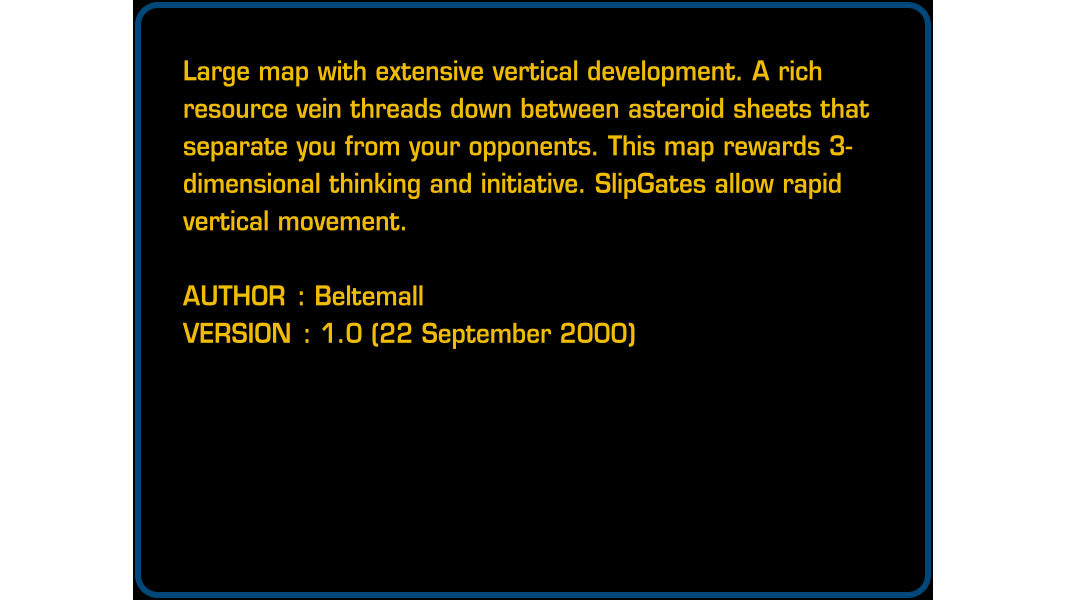 Large map with extensive vertical development. A rich
resource vein threads down between asteroid sheets that
separate you from your opponents. This map rewards 3-
dimensional thinking and initiative. SlipGates allow rapid
vertical movement.
AUTHOR : Beltemall
VERSION : 1.0 (22 September 2000)